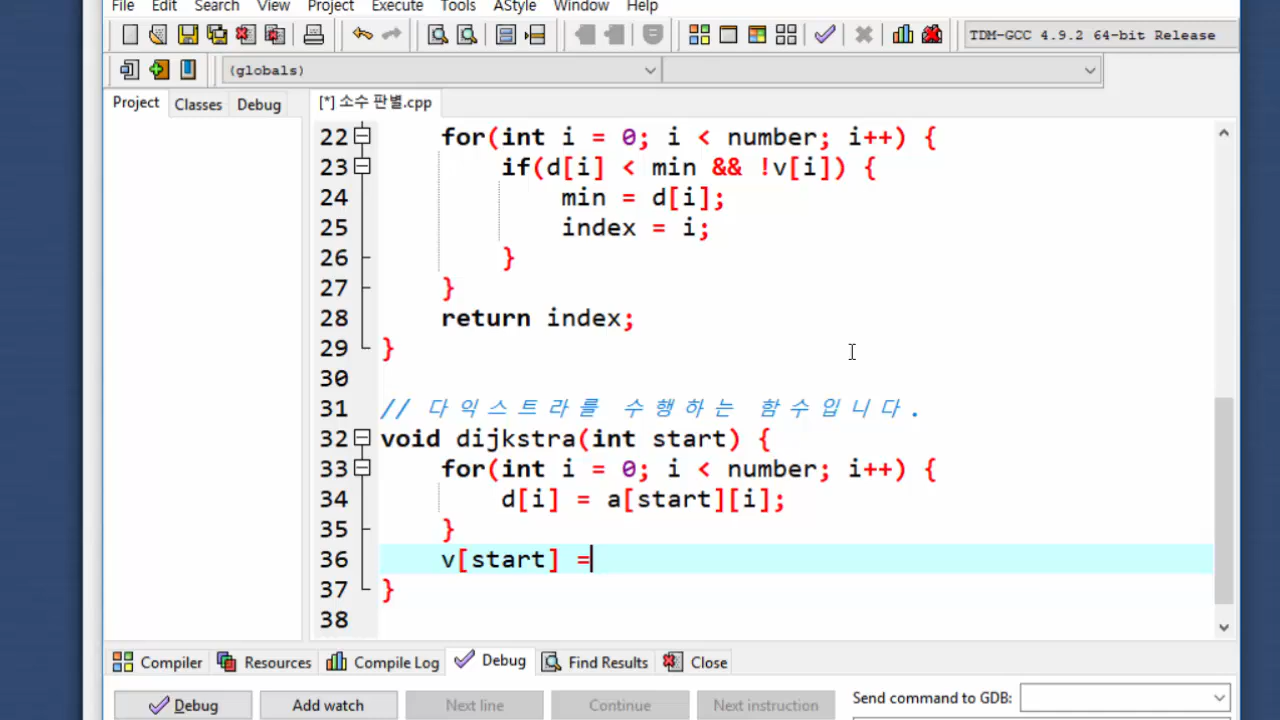 File Edit Search View Project Execute Tools AStyle Window Help
TDM-GCC 4.9.2 64-bit Release
(globals)
Project Classes Debug
[*] 소수 판별.cpp
22 for(int i = 0; i < number; i++) {
23 if(d[i] < min && !v[i]) {
24 min = d[i];
25 index = i;
26 }
27 }
28 return index;
29 }
30
31 // 다익스트라를 수행하는 함수입니다.
32 void dijkstra(int start) {
33 for(int i = 0; i < number; i++) {
34 d[i] = a[start][i];
35 }
36 v[start] =
37 }
38
Compiler Resources Compile Log Debug Find Results Close
Debug Add watch Next line Continue Next instruction Send command to GDB: